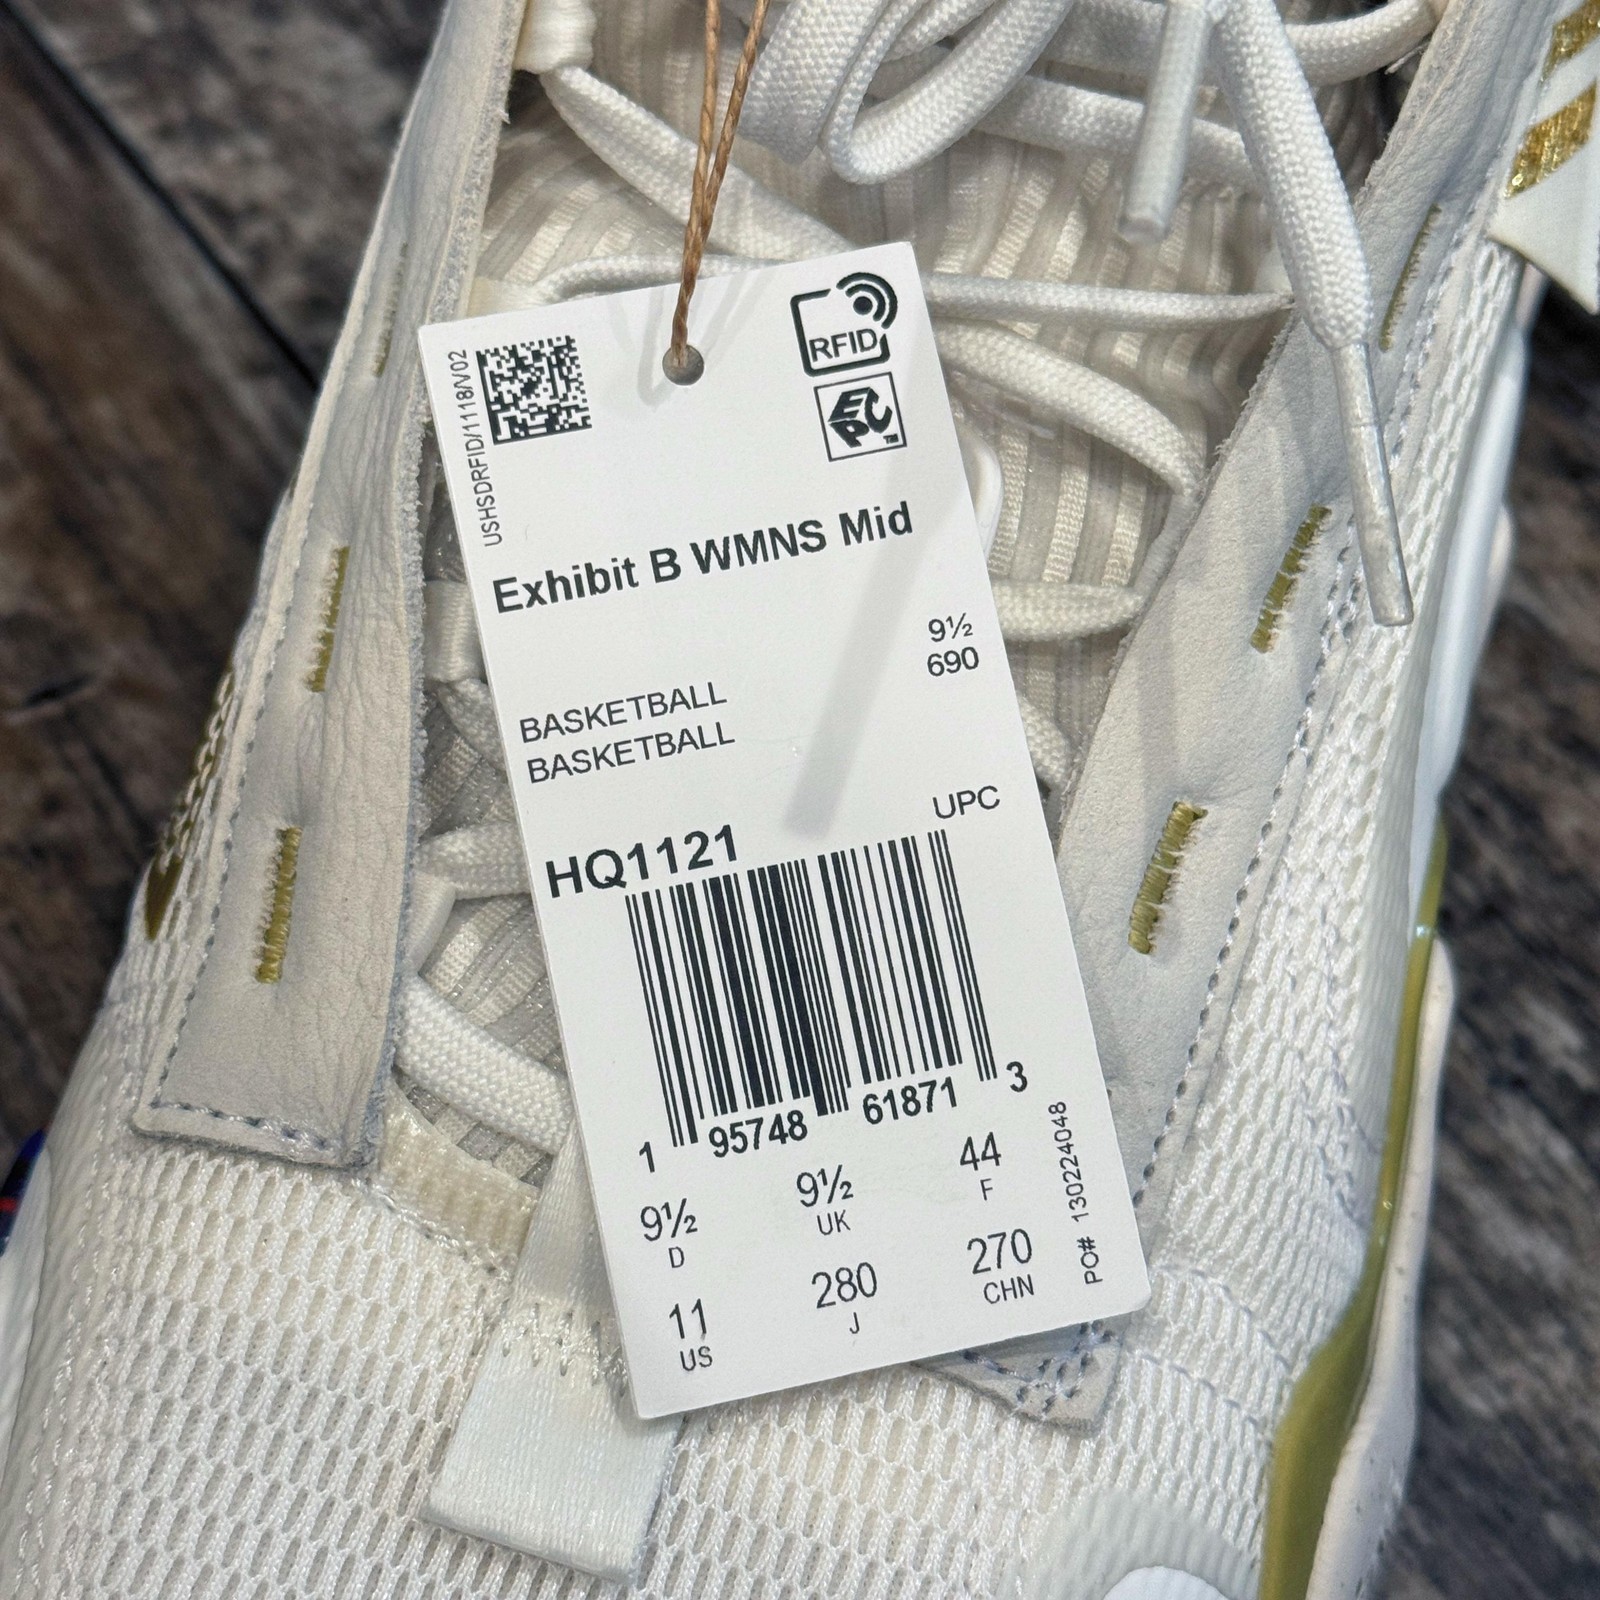 USHSDRFID/1118/V02
RFID
EPC™
Exhibit B WMNS Mid
9½
690
BASKETBALL
BASKETBALL
UPC
HQ1121
1 95748 61871 3
9½ 9½ 44
D UK F
11 280 270
US J CHN
PO# 130224048